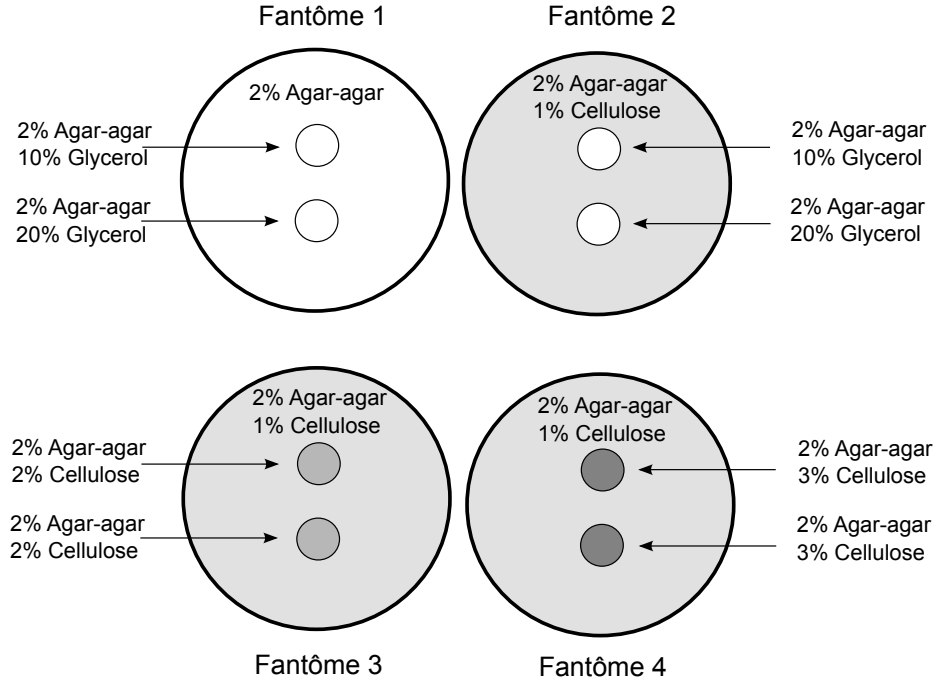 Fantôme 1
2% Agar-agar
2% Agar-agar
10% Glycerol
2% Agar-agar
20% Glycerol
Fantôme 2
2% Agar-agar
1% Cellulose
2% Agar-agar
10% Glycerol
2% Agar-agar
20% Glycerol
2% Agar-agar
1% Cellulose
2% Agar-agar
2% Cellulose
2% Agar-agar
2% Cellulose
Fantôme 3
2% Agar-agar
1% Cellulose
2% Agar-agar
3% Cellulose
2% Agar-agar
3% Cellulose
Fantôme 4